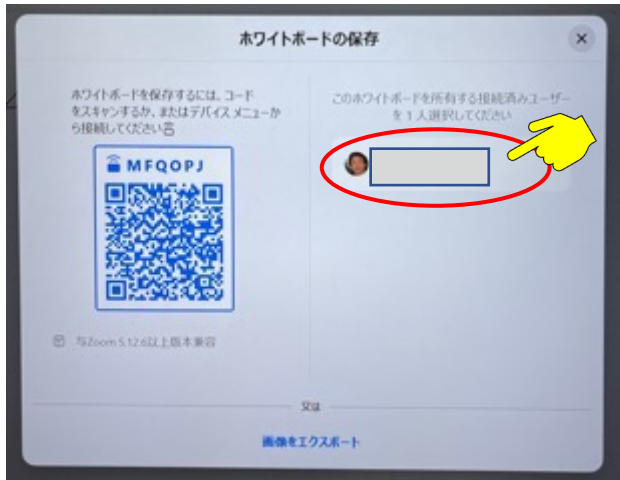 ホワイトボードの保存
ホワイトボードを保存するには、コード
をスキャンするか、またはデバイス メニューか
ら接続してください
MFQOPJ
与Zoom 5.12.6以上版本兼容
このホワイトボードを所有する接続済みユーザー
を 1 人選択してください
又は
画像をエクスポート